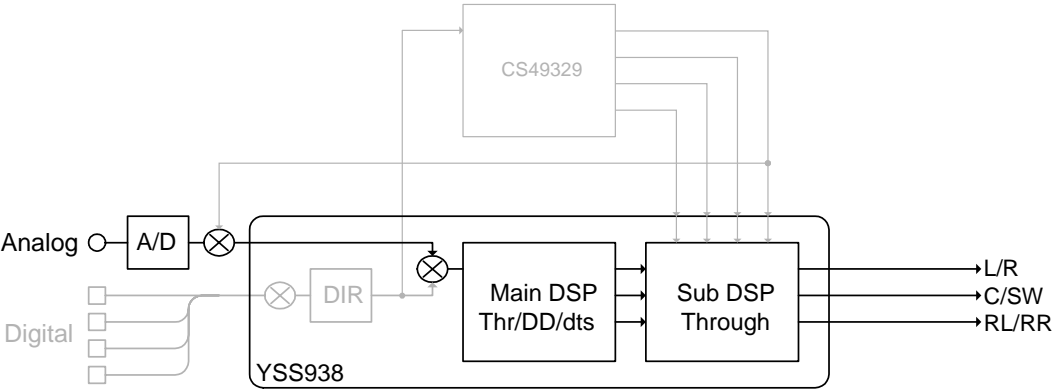 CS49329
Analog
A/D
L/R
DIR
Main DSP
Thr/DD/dts
Sub DSP
Through
C/SW
RL/RR
Digital
YSS938